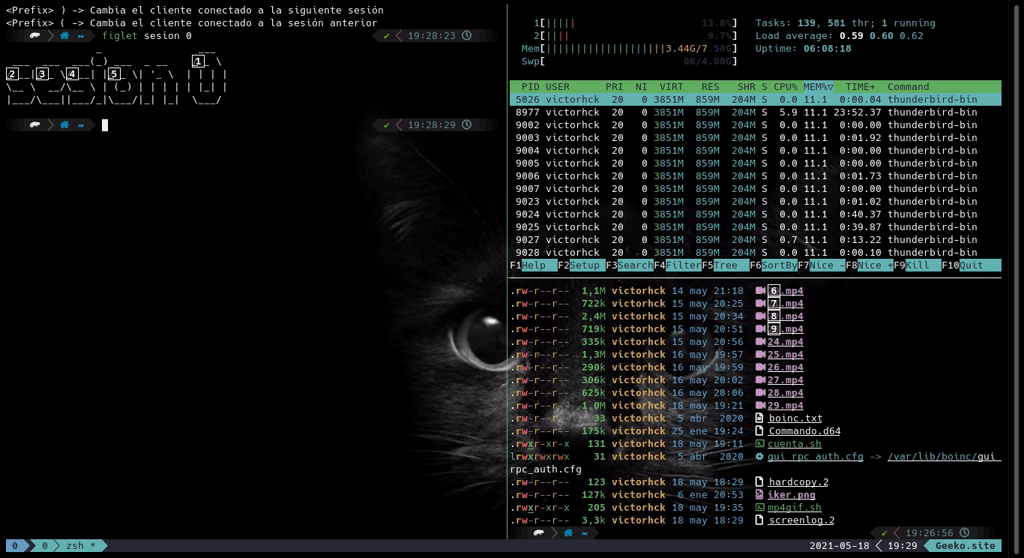 <Prefix> ) -> Cambia el cliente conectado a la siguiente sesión
<Prefix> ( -> Cambia el cliente conectado a la sesión anterior
figlet sesion 0
✔ 19:28:23
1
2 3 4 5
✔ 19:28:29
1[||||| 13.8%]
2[|||| 9.7%]
Mem[||||||||||||||||||||3.44G/7.58G]
Swp[ 0K/4.00G]
Tasks: 139, 581 thr; 1 running
Load average: 0.59 0.60 0.62
Uptime: 06:08:18
PID USER PRI NI VIRT RES SHR S CPU% MEM%▽ TIME+ Command
5026 victorhck 20 0 3851M 859M 204M S 0.0 11.1 0:00.04 thunderbird-bin
8977 victorhck 20 0 3851M 859M 204M S 5.9 11.1 23:52.37 thunderbird-bin
9002 victorhck 20 0 3851M 859M 204M S 0.0 11.1 0:00.00 thunderbird-bin
9003 victorhck 20 0 3851M 859M 204M S 0.0 11.1 0:01.92 thunderbird-bin
9004 victorhck 20 0 3851M 859M 204M S 0.0 11.1 0:00.00 thunderbird-bin
9005 victorhck 20 0 3851M 859M 204M S 0.0 11.1 0:00.00 thunderbird-bin
9006 victorhck 20 0 3851M 859M 204M S 0.0 11.1 0:01.73 thunderbird-bin
9007 victorhck 20 0 3851M 859M 204M S 0.0 11.1 0:00.00 thunderbird-bin
9023 victorhck 20 0 3851M 859M 204M S 0.0 11.1 0:01.02 thunderbird-bin
9024 victorhck 20 0 3851M 859M 204M S 0.0 11.1 0:40.37 thunderbird-bin
9025 victorhck 20 0 3851M 859M 204M S 0.0 11.1 0:39.87 thunderbird-bin
9027 victorhck 20 0 3851M 859M 204M S 0.7 11.1 0:13.22 thunderbird-bin
9028 victorhck 20 0 3851M 859M 204M S 0.0 11.1 0:00.10 thunderbird-bin
F1Help F2Setup F3SearchF4FilterF5Tree F6SortByF7Nice -F8Nice +F9Kill F10Quit
.rw-r--r-- 1,1M victorhck 14 may 21:18 6.mp4
.rw-r--r-- 722k victorhck 15 may 20:25 7.mp4
.rw-r--r-- 2,4M victorhck 15 may 20:34 8.mp4
.rw-r--r-- 719k victorhck 15 may 20:51 9.mp4
.rw-r--r-- 335k victorhck 15 may 20:56 24.mp4
.rw-r--r-- 1,3M victorhck 16 may 19:57 25.mp4
.rw-r--r-- 290k victorhck 16 may 19:59 26.mp4
.rw-r--r-- 306k victorhck 16 may 20:02 27.mp4
.rw-r--r-- 625k victorhck 16 may 20:06 28.mp4
.rw-r--r-- 1,0M victorhck 18 may 19:21 29.mp4
.rw-r--r-- 33 victorhck 5 abr 2020 boinc.txt
.rw-r--r-- 175k victorhck 25 ene 19:24 Commando.d64
.rwxr-xr-x 131 victorhck 18 may 19:11 cuenta.sh
lrwxrwxrwx 31 victorhck 5 abr 2020 gui_rpc_auth.cfg -> /var/lib/boinc/gui_
rpc_auth.cfg
.rw-r--r-- 123 victorhck 18 may 18:29 hardcopy.2
.rw-r--r-- 127k victorhck 6 ene 20:53 iker.png
.rwxr-xr-x 205 victorhck 10 may 19:35 mp4gif.sh
.rw-r--r-- 3,3k victorhck 18 may 18:29 screenlog.2
✔ 19:26:56
0 0 zsh * 2021-05-18 19:29 Geeko.site